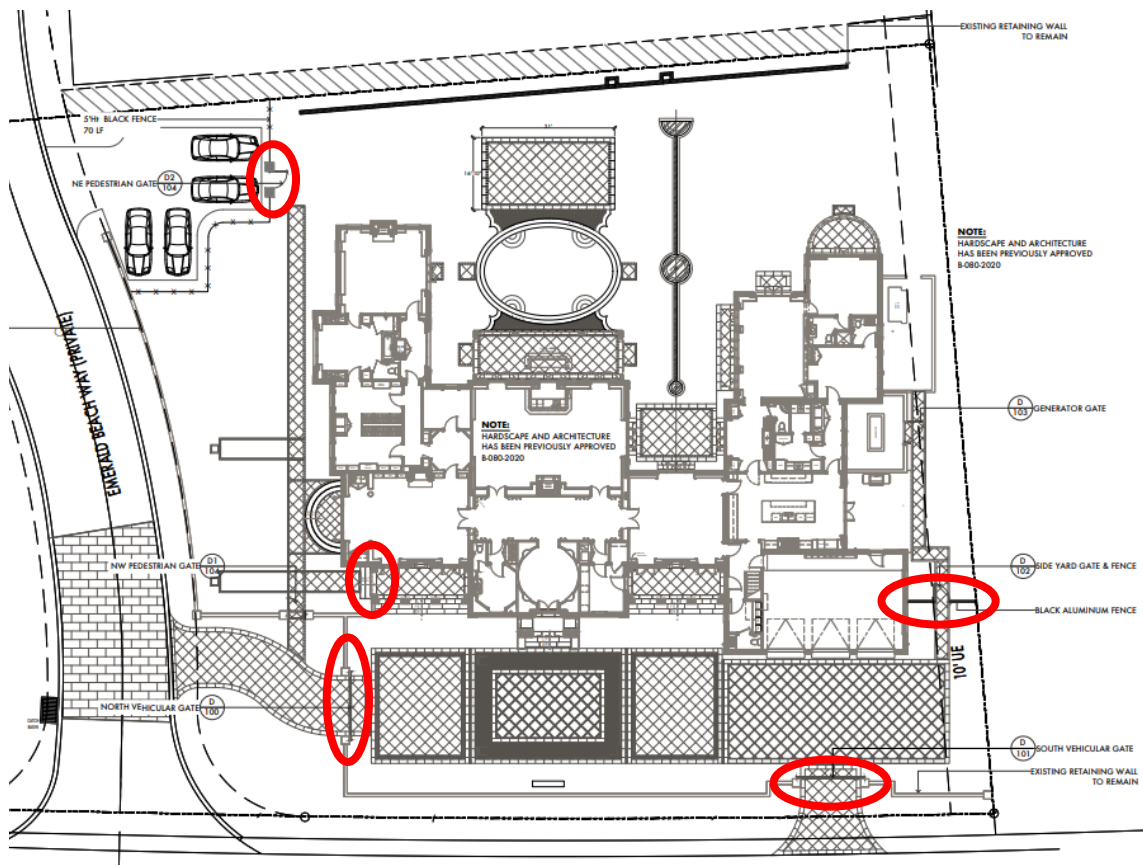 EXISTING RETAINING WALL
TO REMAIN
5'Ht BLACK FENCE
70 LF
31'
NE PEDESTRIAN GATE
D2
104
NOTE:
HARDSCAPE AND ARCHITECTURE
HAS BEEN PREVIOUSLY APPROVED
B-080-2020
EMERALD BEACH WAY (PRIVATE)
D
103
GENERATOR GATE
NOTE:
HARDSCAPE AND ARCHITECTURE
HAS BEEN PREVIOUSLY APPROVED
B-080-2020
NW PEDESTRIAN GATE
D1
104
D
102
SIDE YARD GATE & FENCE
BLACK ALUMINUM FENCE
10' UE
NORTH VEHICULAR GATE
D
100
CATCH
BASIN
D
101
SOUTH VEHICULAR GATE
EXISTING RETAINING WALL
TO REMAIN